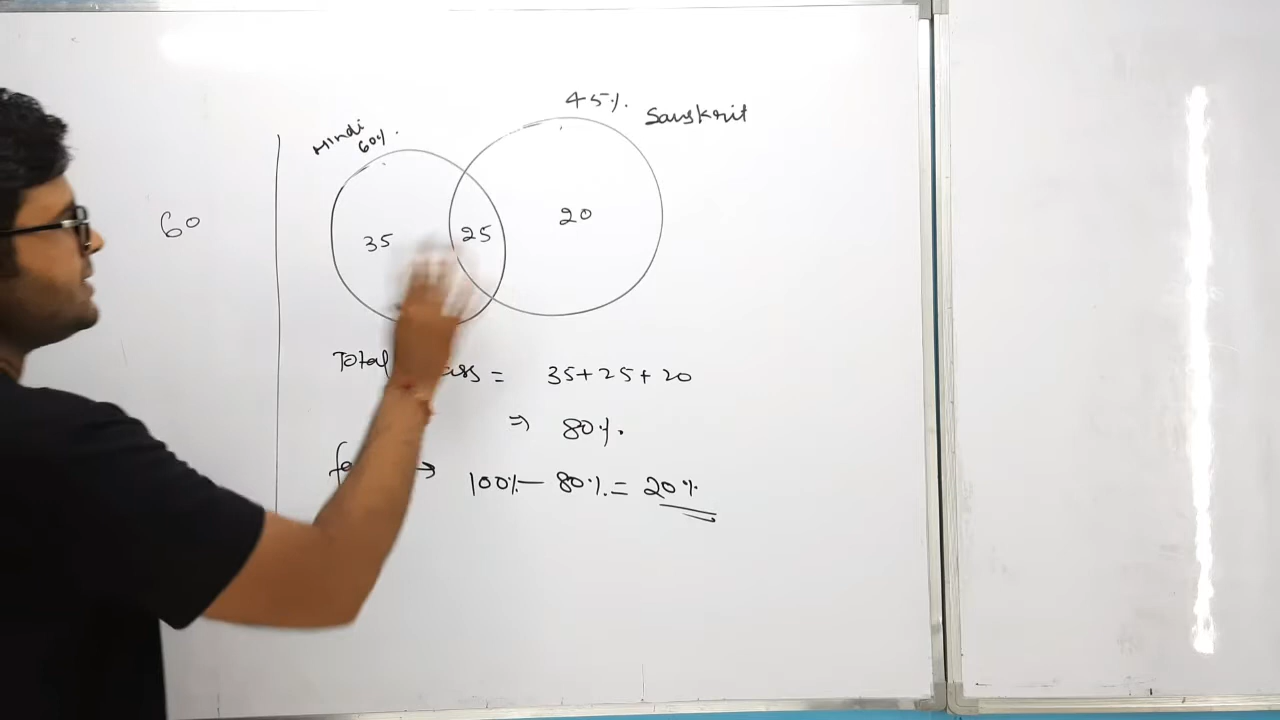 45%.
Sanskrit
Hindi
60%.
60
35 25 20
Total = 35+25+20
⇒ 80%.
→ 100%- 80%.= 20%.